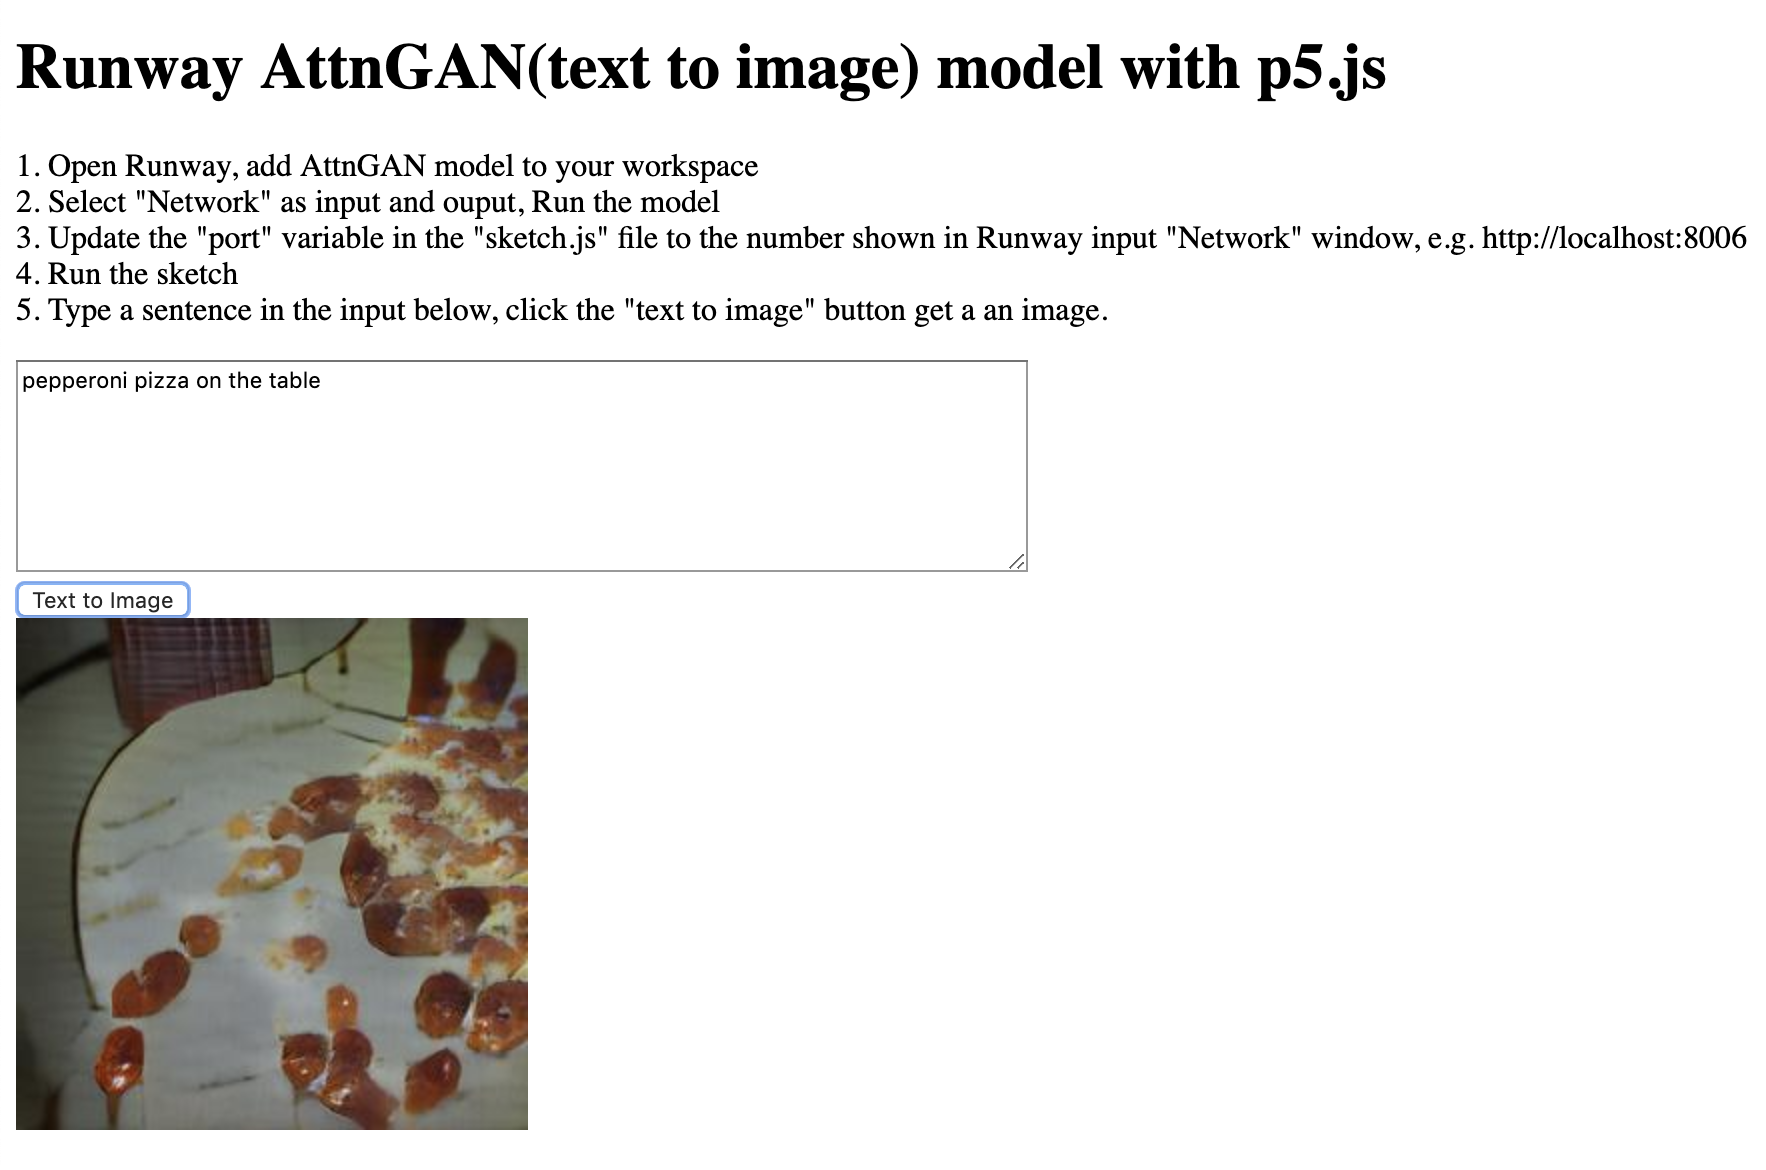 Runway AttnGAN(text to image) model with p5.js
1. Open Runway, add AttnGAN model to your workspace
2. Select "Network" as input and ouput, Run the model
3. Update the "port" variable in the "sketch.js" file to the number shown in Runway input "Network" window, e.g. http://localhost:8006
4. Run the sketch
5. Type a sentence in the input below, click the "text to image" button get a an image.
pepperoni pizza on the table
Text to Image